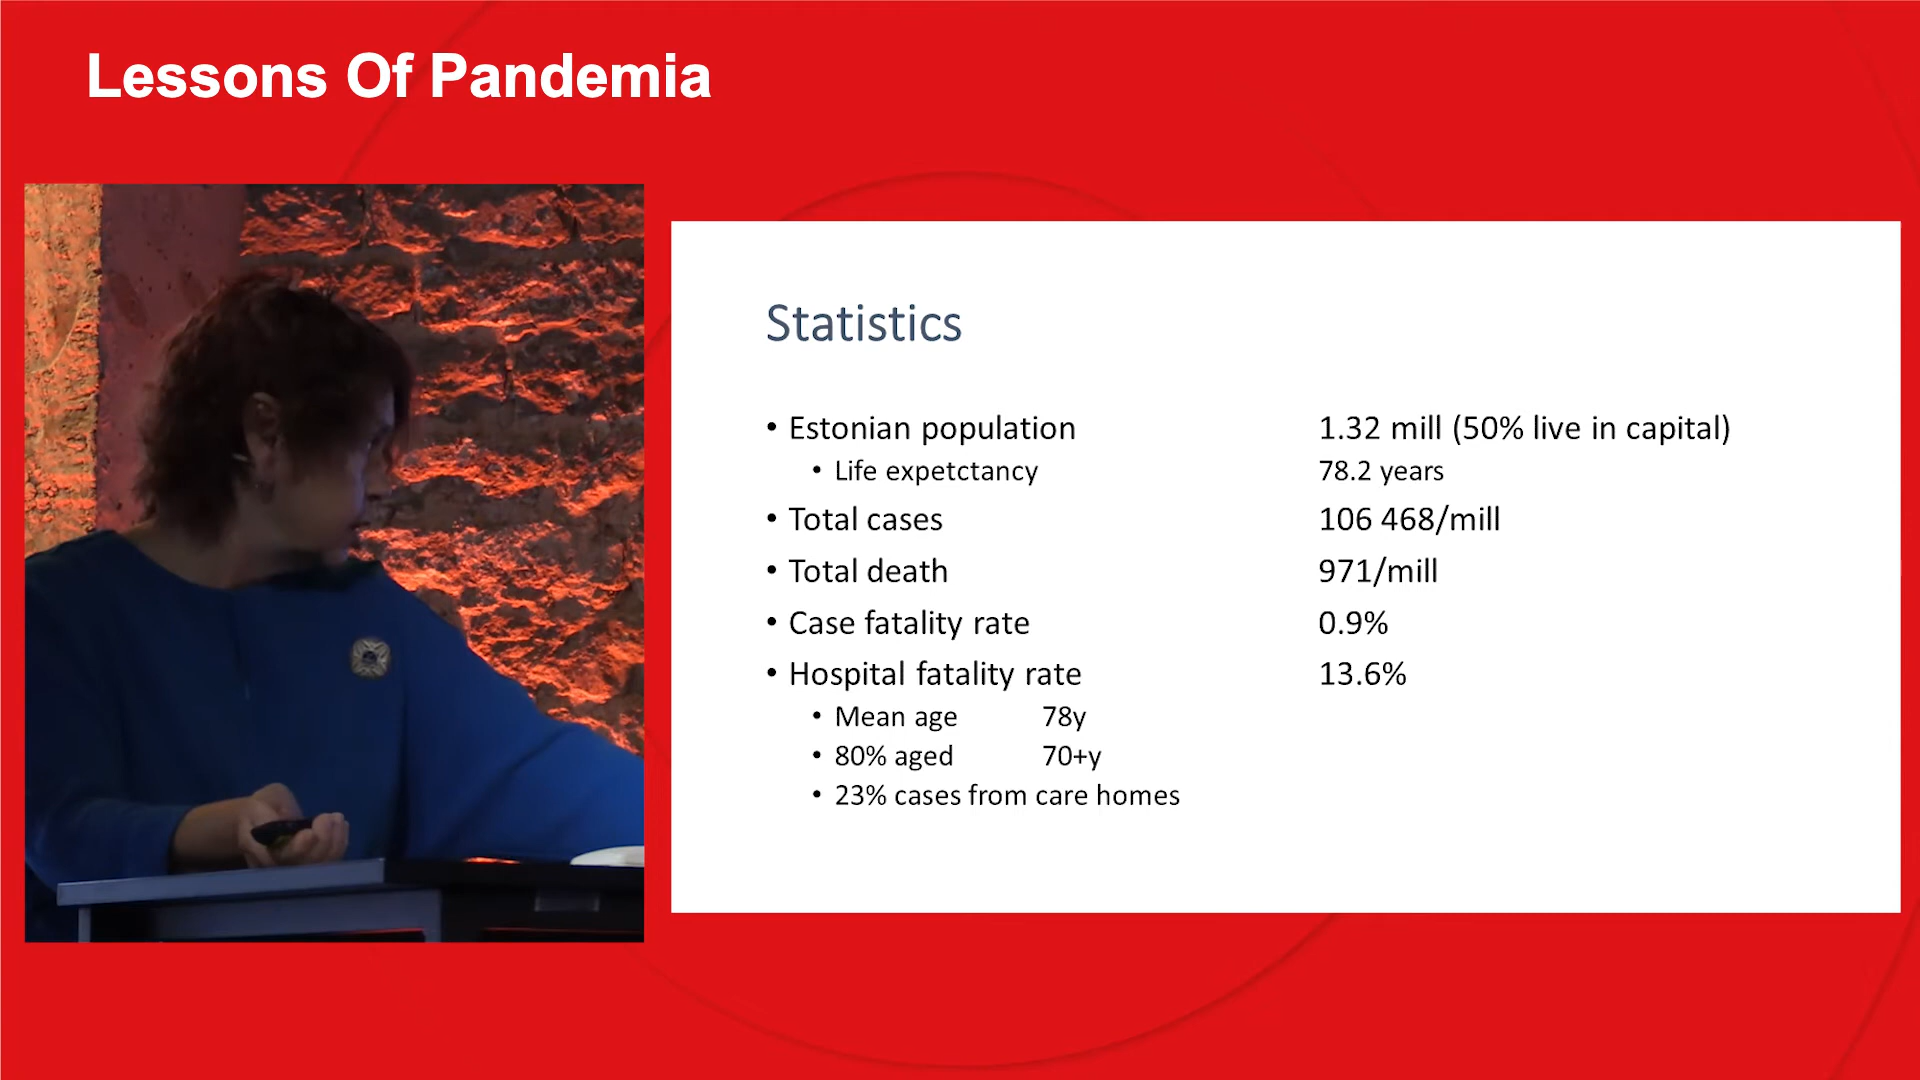 Lessons Of Pandemia
Statistics
• Estonian population 1.32 mill (50% live in capital)
• Life expetctancy 78.2 years
• Total cases 106 468/mill
• Total death 971/mill
• Case fatality rate 0.9%
• Hospital fatality rate 13.6%
• Mean age 78y
• 80% aged 70+y
• 23% cases from care homes